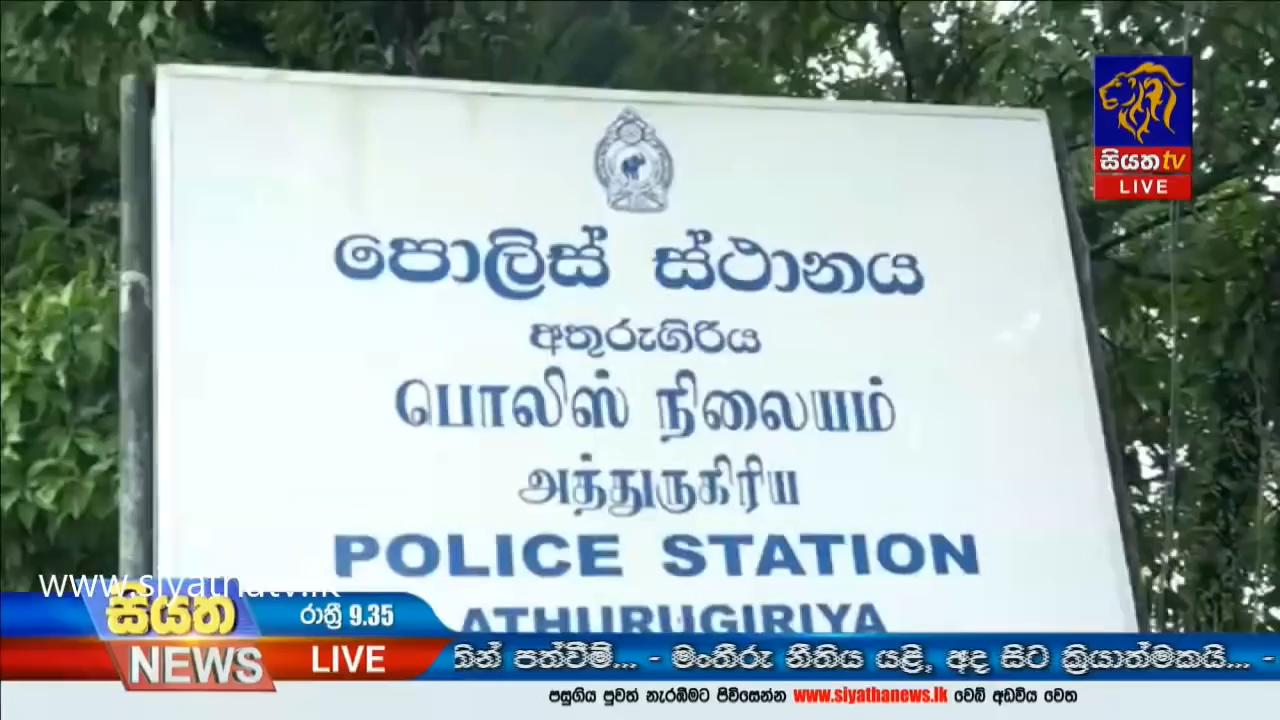 සියත tv
LIVE
පොලිස් ස්ථානය
අතුරුගිරිය
பொலிஸ் நிலையம்
அத்துருகிரிய
POLICE STATION
ATHURUGIRIYA
www.siyathatv.lk
සියත
NEWS
රාත්‍රී 9.35
LIVE
තින් පත්වීම්... - මංතීරු නීතිය යළි, අද සිට ක්‍රියාත්මකයි... -
පසුගිය පුවත් නැරඹීමට පිවිසෙන්න www.siyathanews.lk වෙබ් අඩවිය වෙත